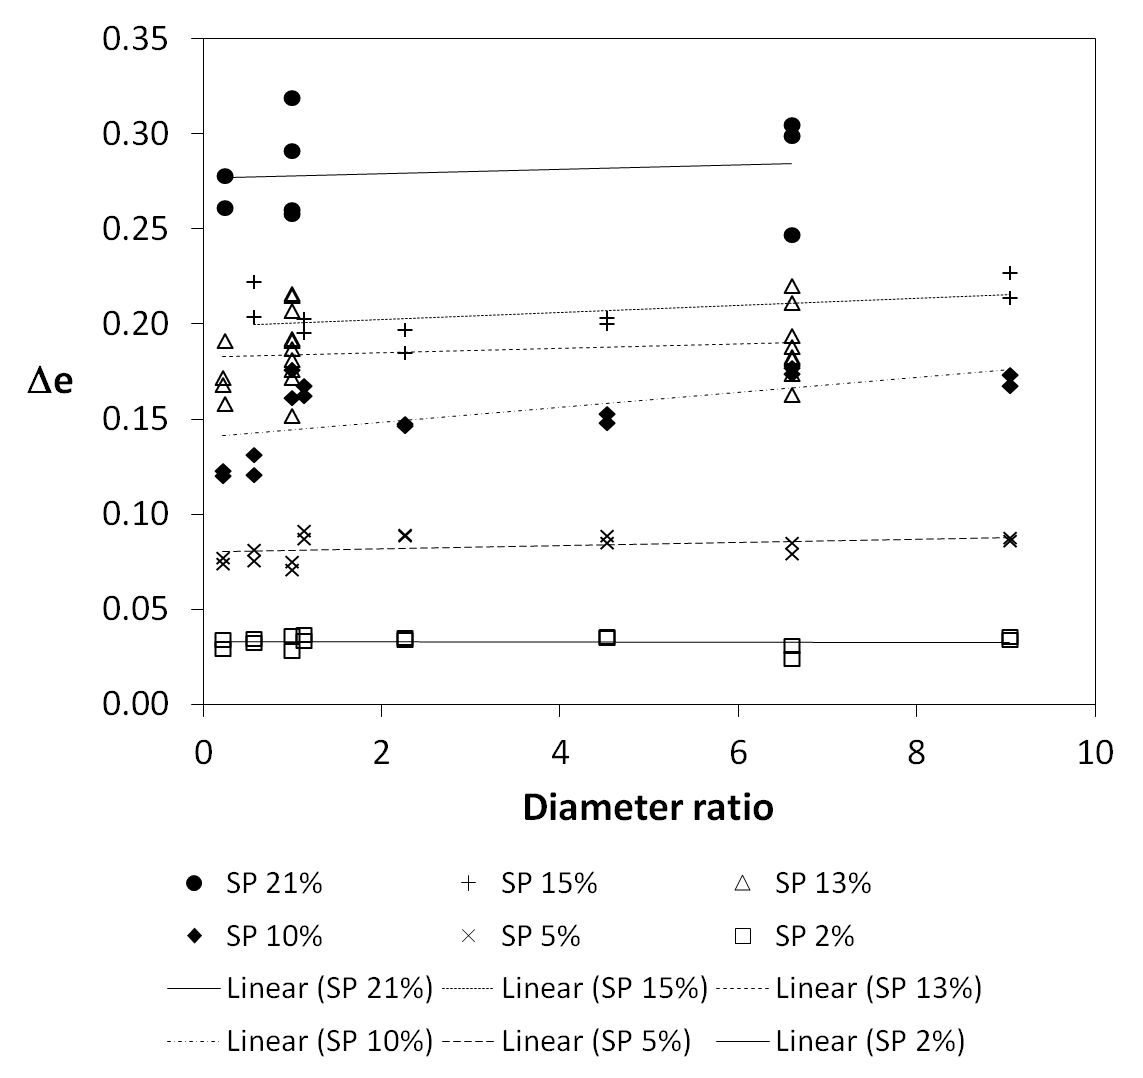 0.35
0.30
0.25
0.20
Δe
0.15
0.10
0.05
0.00
0 2 4 6 8 10
Diameter ratio
SP 21% SP 15% SP 13%
SP 10% SP 5% SP 2%
Linear (SP 21%) Linear (SP 15%) Linear (SP 13%)
Linear (SP 10%) Linear (SP 5%) Linear (SP 2%)